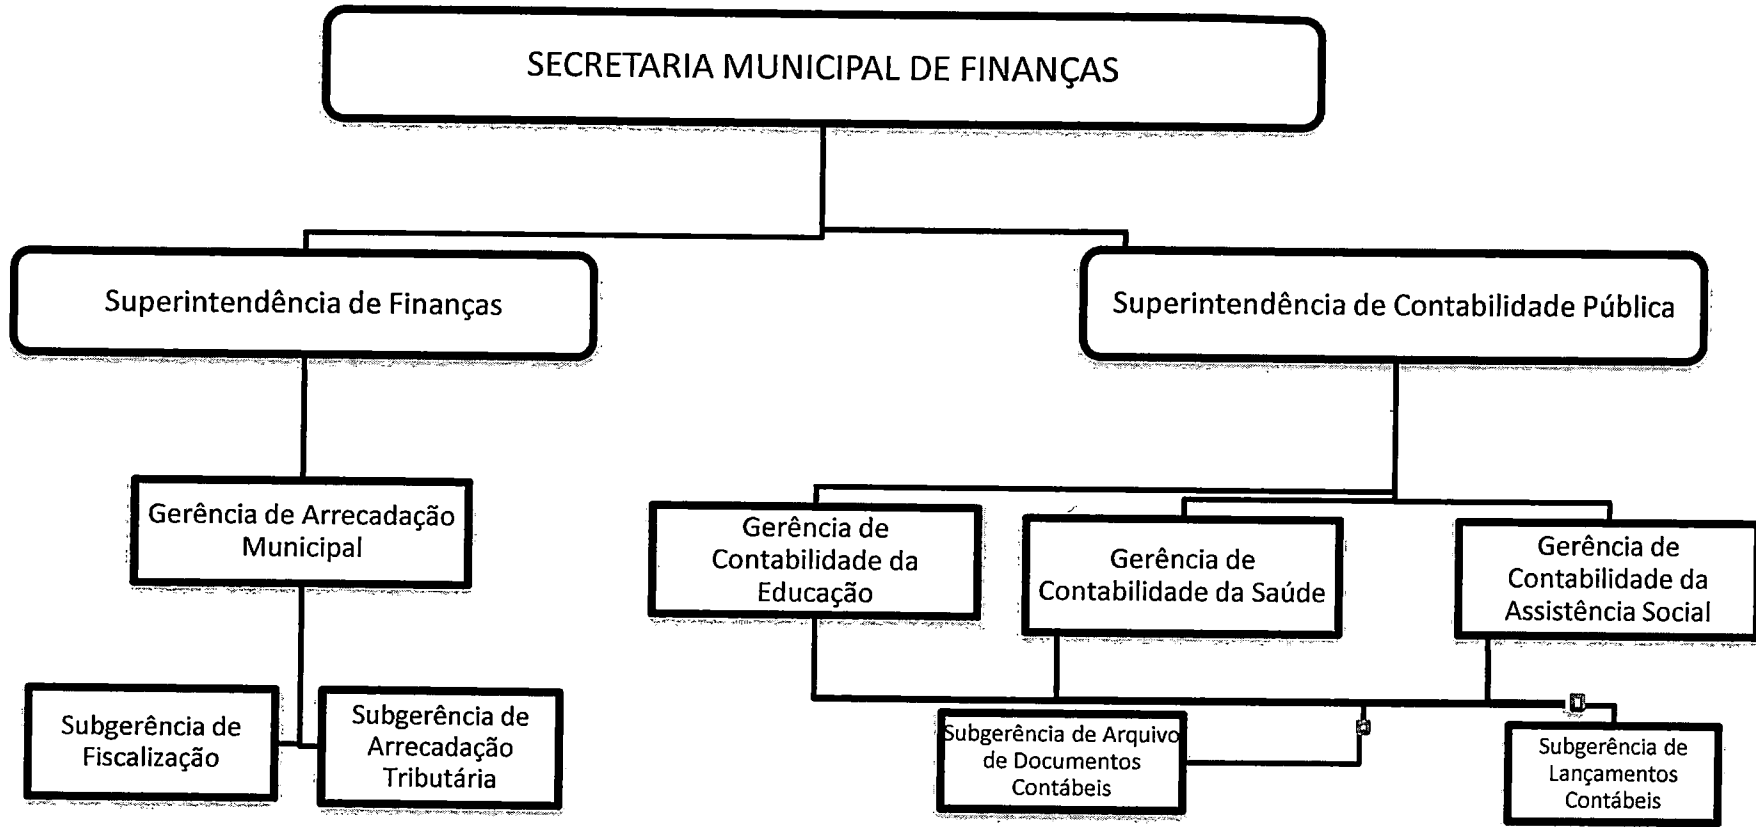 SECRETARIA MUNICIPAL DE FINANÇAS
Superintendência de Finanças
Superintendência de Contabilidade Pública
Gerência de Arrecadação
Municipal
Gerência de
Contabilidade da
Educação
Gerência de
Contabilidade da Saúde
Gerência de
Contabilidade da
Assistência Social
Subgerência de
Fiscalização
Subgerência de
Arrecadação
Tributária
Subgerência de Arquivo
de Documentos
Contábeis
Subgerência de
Lançamentos
Contábeis